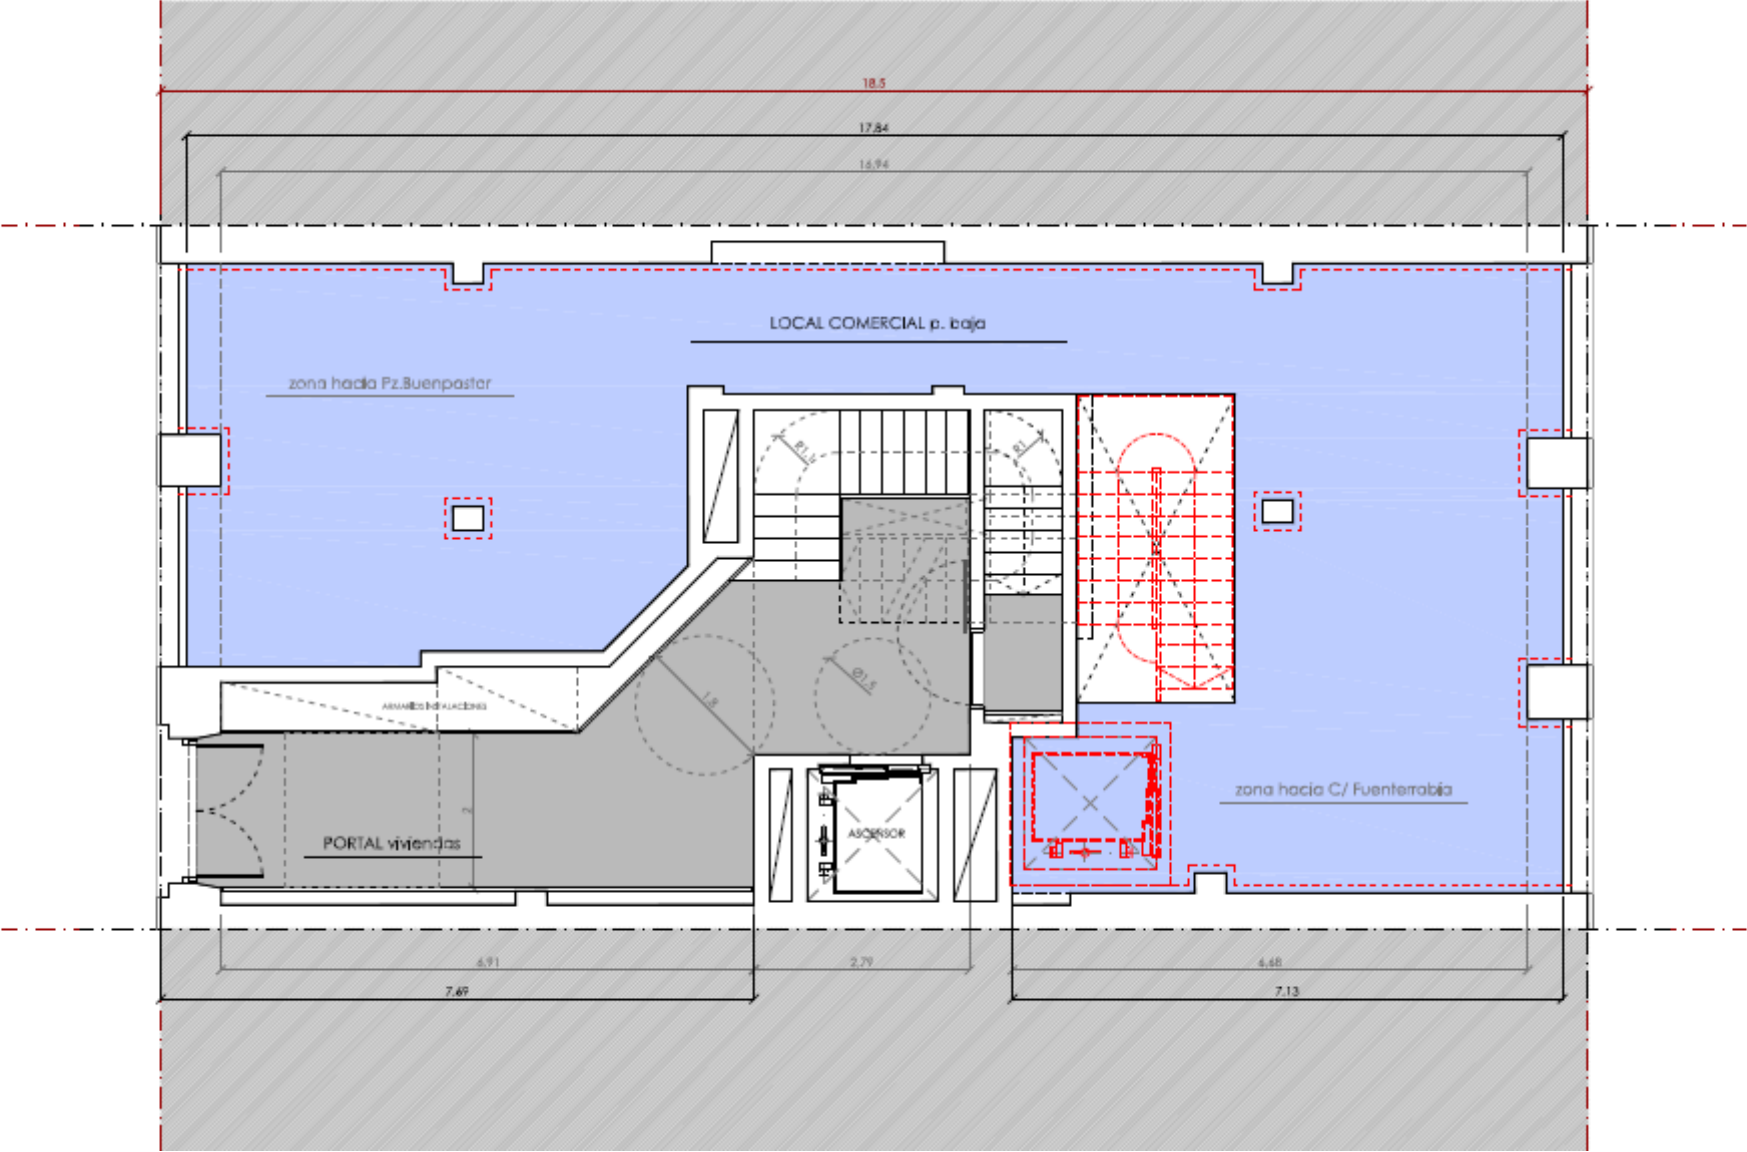 18.5
17.84
16.94
LOCAL COMERCIAL p. baja
zona hacia Pz.Buenpastor
R1.1
R1
ARMARIOS INSTALACIONES
1.8
Ø1.5
2
zona hacia C/ Fuenterrabia
PORTAL viviendas
ASCENSOR
6.91
2.79
6.68
7.69
7.13